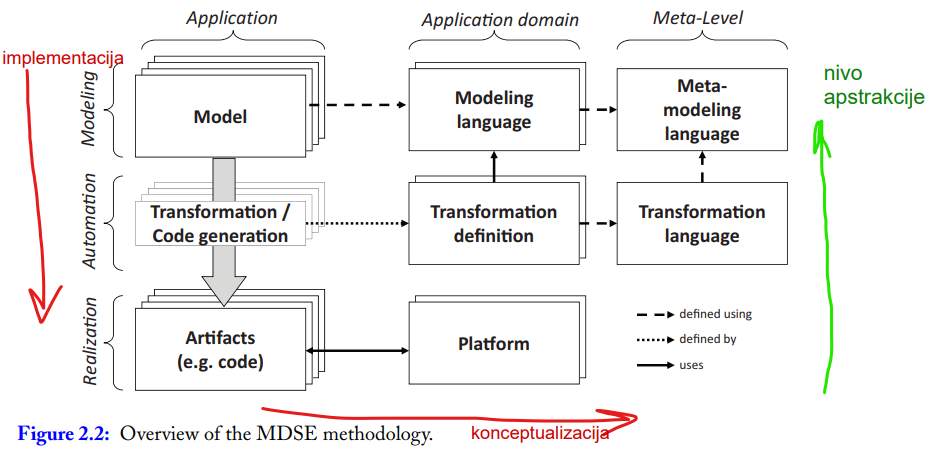 Application
Application domain
Meta-Level
implementacija
Modeling
Model
Modeling
language
Meta-
modeling
language
nivo
apstrakcije
Automation
Transformation /
Code generation
Transformation
definition
Transformation
language
Realization
Artifacts
(e.g. code)
Platform
defined using
defined by
uses
Figure 2.2: Overview of the MDSE methodology.
konceptualizacija